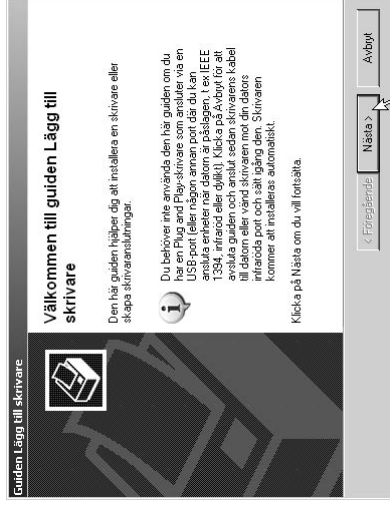 Guiden Lägg till skrivare
Välkommen till guiden Lägg till
skrivare
Den här guiden hjälper dig att installera en skrivare eller
skapa skrivaranslutningar.
Du behöver inte använda den här guiden om du
har en Plug and Play-skrivare som ansluter via en
USB-port (eller någon annan port där du kan
ansluta enheter när datorn är påslagen, t ex IEEE
1394, infraröd eller dylikt). Klicka på Avbryt för att
avsluta guiden och anslut sedan skrivarens kabel
till datorn eller vänd skrivaren mot din dators
infraröda port och sätt igång den. Skrivaren
kommer att installeras automatiskt.
Klicka på Nästa om du vill fortsätta.
< Föregående
Nästa >
Avbryt